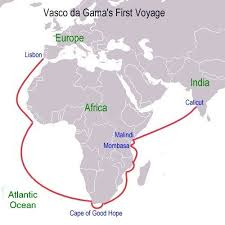 Vasco da Gama's First Voyage
Europe
Lisbon
India
Calicut
Africa
Malindi
Mombasa
Atlantic
Ocean
Cape of Good Hope